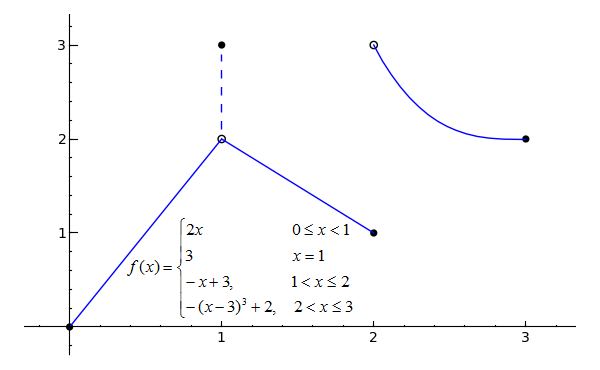 3
2
1
f(x) = { 2x 0 ≤ x < 1
3 x = 1
−x + 3, 1 < x ≤ 2
−(x − 3)³ + 2, 2 < x ≤ 3
1 2 3